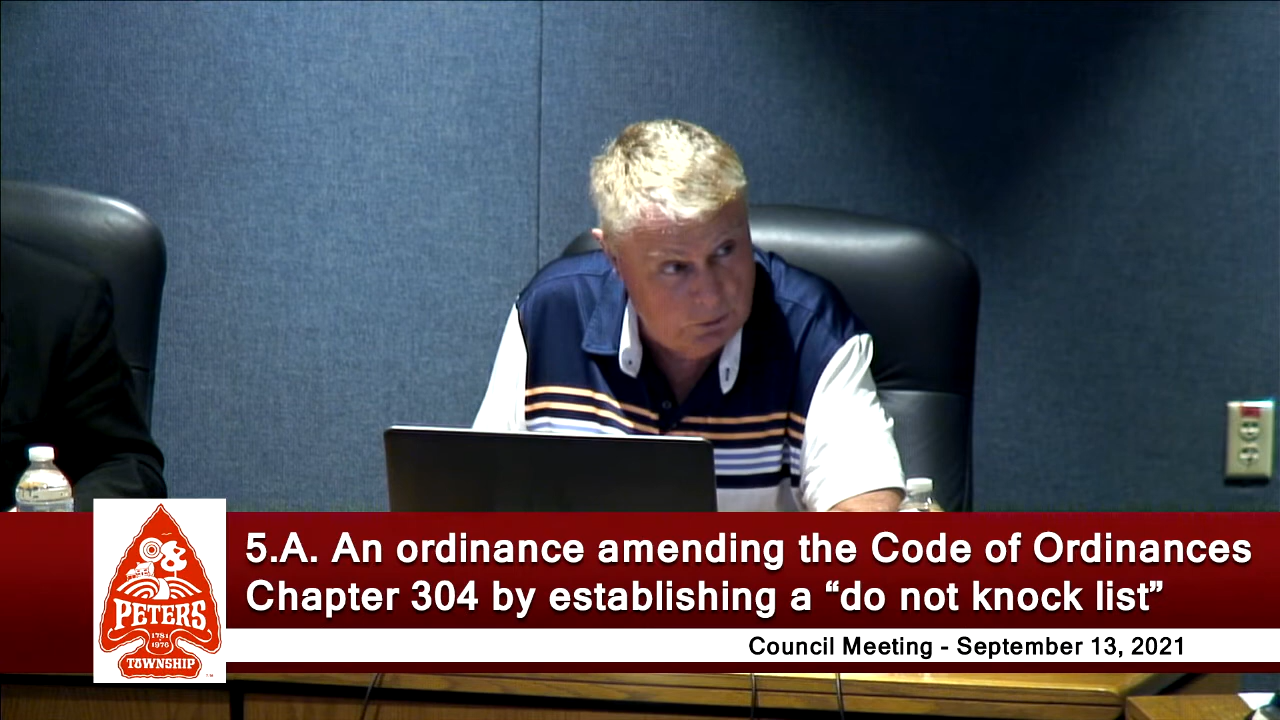 5.A. An ordinance amending the Code of Ordinances
Chapter 304 by establishing a “do not knock list”
Council Meeting - September 13, 2021
PETERS
1781
1976
TOWNSHIP